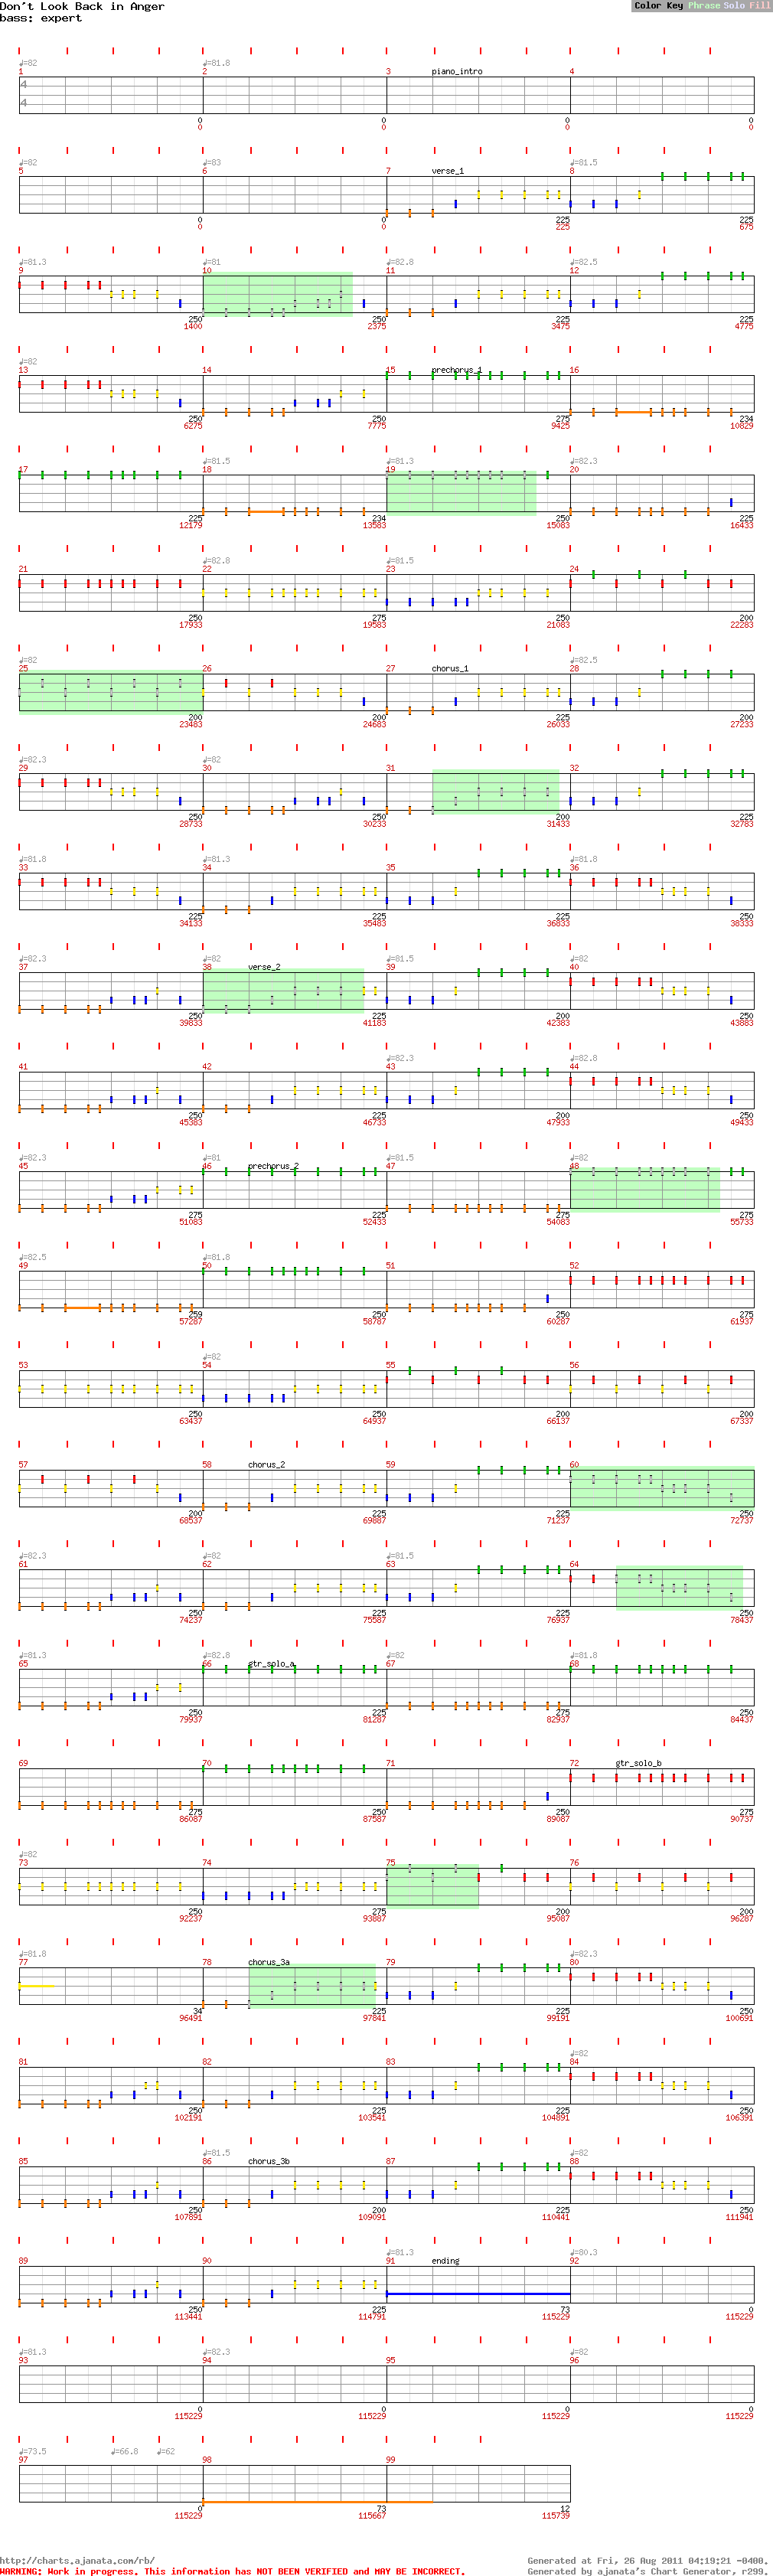 Don't Look Back in Anger
Color Key Phrase Solo Fill
bass: expert
♩=82 ♩=81.8
1 2 3 piano_intro 4
4
4
0 0 0 0
0 0 0 0
♩=82 ♩=83 ♩=81.5
5 6 7 verse_1 8
0 0 225 225
0 0 225 675
♩=81.3 ♩=81 ♩=82.8 ♩=82.5
9 10 11 12
250 250 225 225
1400 2375 3475 4775
♩=82
13 14 15 prechorus_1 16
250 250 275 234
6275 7775 9425 10829
♩=81.5 ♩=81.3 ♩=82.3
17 18 19 20
225 234 250 225
12179 13583 15083 16433
♩=82.8 ♩=81.5
21 22 23 24
250 275 250 200
17933 19583 21083 22283
♩=82 ♩=82.5
25 26 27 chorus_1 28
200 200 225 200
23483 24683 26033 27233
♩=82.3 ♩=82
29 30 31 32
250 250 200 225
28733 30233 31433 32783
♩=81.8 ♩=81.3 ♩=81.8
33 34 35 36
225 225 225 250
34133 35483 36833 38333
♩=82.3 ♩=82 ♩=81.5 ♩=82
37 38 verse_2 39 40
250 225 200 250
39833 41183 42383 43883
♩=82.3 ♩=82.8
41 42 43 44
250 225 200 250
45383 46733 47933 49433
♩=82.3 ♩=81 ♩=81.5 ♩=82
45 46 prechorus_2 47 48
275 225 275 275
51083 52433 54083 55733
♩=82.5 ♩=81.8
49 50 51 52
259 250 250 275
57287 58787 60287 61937
♩=82
53 54 55 56
250 250 200 200
63437 64937 66137 67337
57 58 chorus_2 59 60
200 225 225 250
68537 69887 71237 72737
♩=82.3 ♩=82 ♩=81.5
61 62 63 64
250 225 225 250
74237 75587 76937 78437
♩=81.3 ♩=82.8 ♩=82 ♩=81.8
65 66 gtr_solo_a 67 68
250 225 275 250
79937 81287 82937 84437
69 70 71 72 gtr_solo_b
275 250 250 275
86087 87587 89087 90737
♩=82
73 74 75 76
250 275 200 200
92237 93887 95087 96287
♩=81.8 ♩=82.3
77 78 chorus_3a 79 80
34 225 225 250
96491 97841 99191 100691
♩=82
81 82 83 84
250 225 225 250
102191 103541 104891 106391
♩=81.5 ♩=82
85 86 chorus_3b 87 88
250 200 225 250
107891 109091 110441 111941
♩=81.3 ♩=80.3
89 90 91 ending 92
250 225 73 0
113441 114791 115229 115229
♩=81.3 ♩=82.3 ♩=82
93 94 95 96
0 0 0 0
115229 115229 115229 115229
♩=73.5 ♩=66.8 ♩=62
97 98 99
0 73 12
115229 115667 115739
http://charts.ajanata.com/rb/
Generated at Fri, 26 Aug 2011 04:19:21 -0400.
WARNING: Work in progress. This information has NOT BEEN VERIFIED and MAY BE INCORRECT.
Generated by ajanata's Chart Generator, r299.